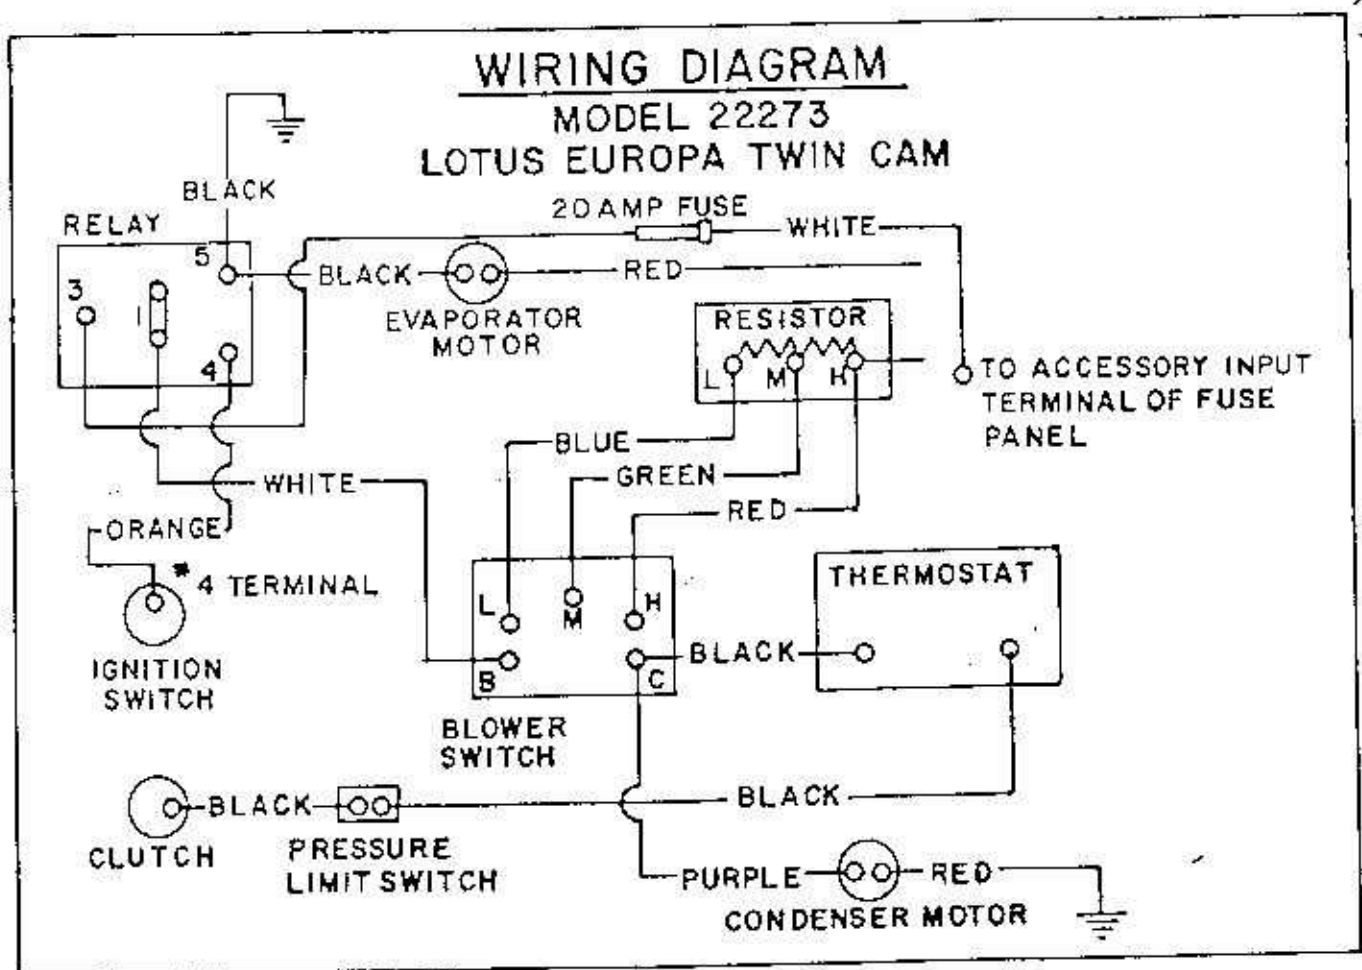 WIRING DIAGRAM
MODEL 22273
LOTUS EUROPA TWIN CAM
BLACK
RELAY
20 AMP FUSE
WHITE
5
BLACK
RED
3
1
4
EVAPORATOR
MOTOR
RESISTOR
L
M
H
TO ACCESSORY INPUT
TERMINAL OF FUSE
PANEL
BLUE
GREEN
WHITE
RED
ORANGE
* 4 TERMINAL
IGNITION
SWITCH
L
M
H
B
C
BLOWER
SWITCH
BLACK
THERMOSTAT
CLUTCH
BLACK
PRESSURE
LIMIT SWITCH
BLACK
PURPLE
RED
CONDENSER MOTOR